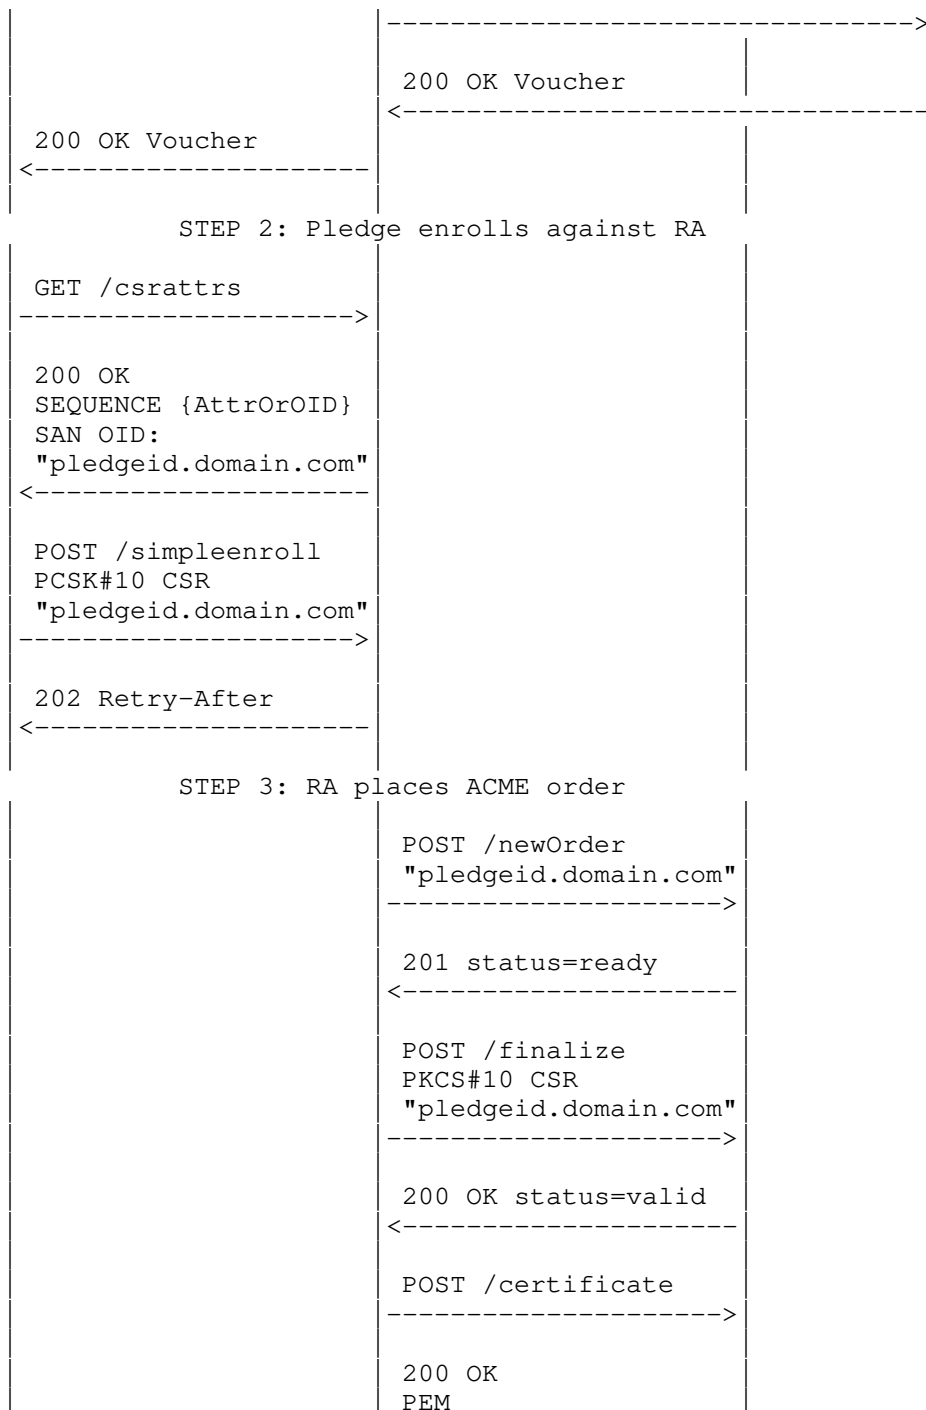 200 OK Voucher
200 OK Voucher
STEP 2: Pledge enrolls against RA
GET /csrattrs
200 OK
SEQUENCE {AttrOrOID}
SAN OID:
"pledgeid.domain.com"
POST /simpleenroll
PCSK#10 CSR
"pledgeid.domain.com"
202 Retry-After
STEP 3: RA places ACME order
POST /newOrder
"pledgeid.domain.com"
201 status=ready
POST /finalize
PKCS#10 CSR
"pledgeid.domain.com"
200 OK status=valid
POST /certificate
200 OK
PEM